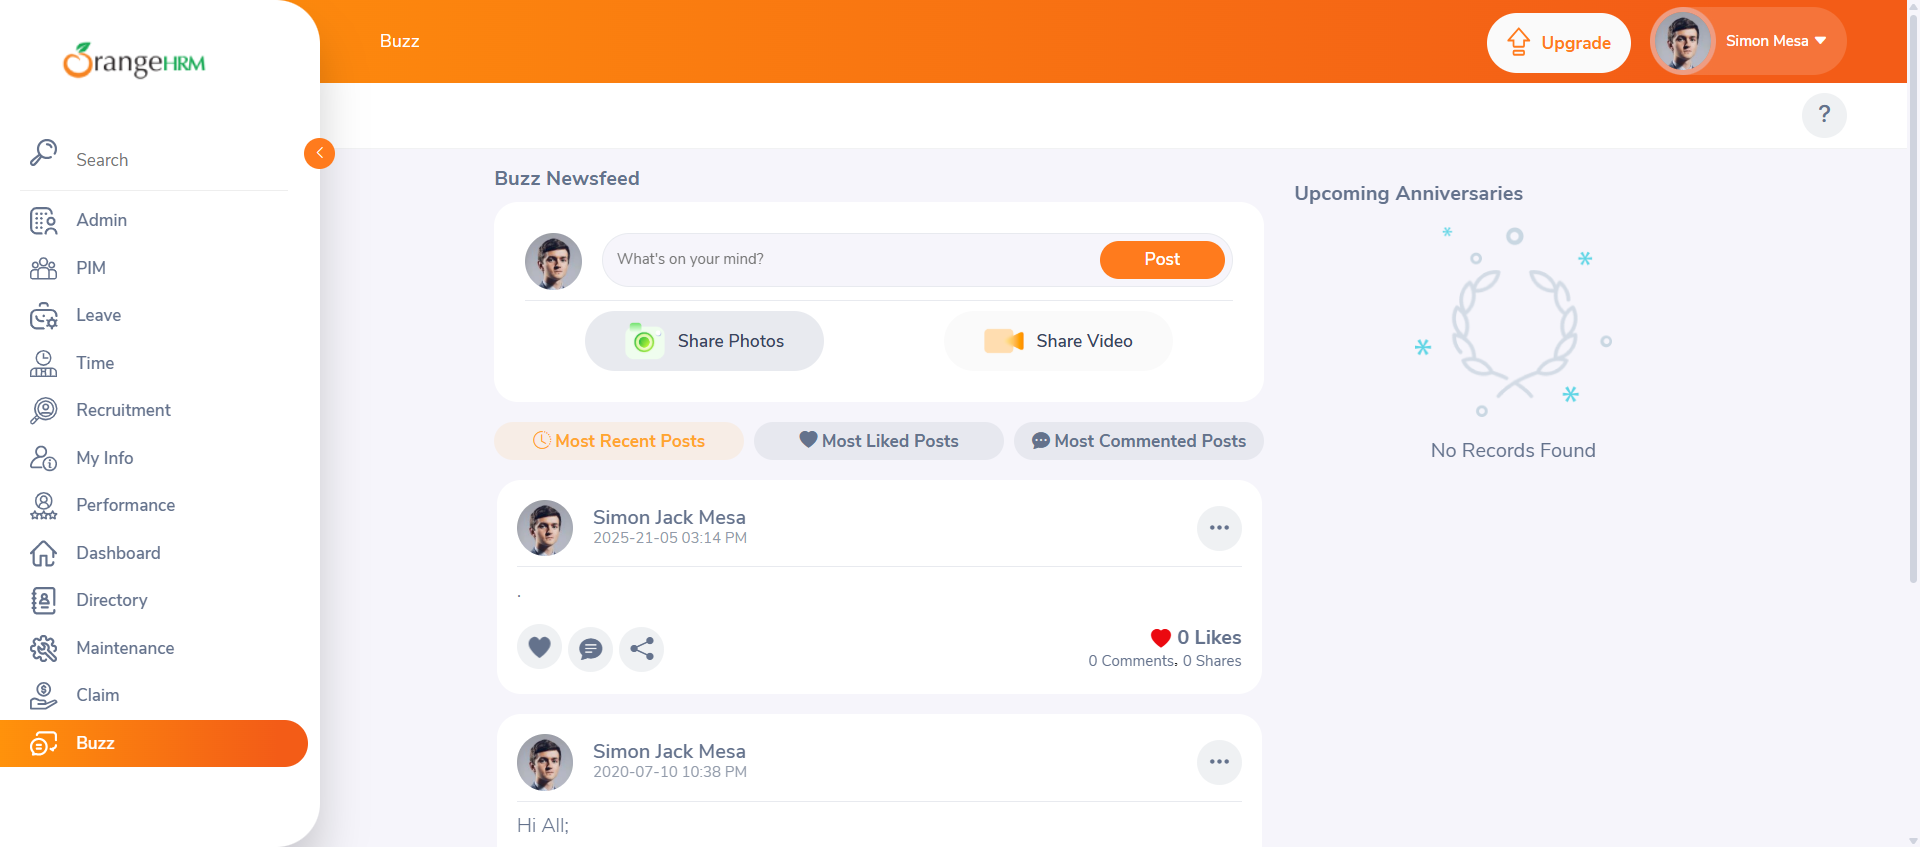 OrangeHRM
Buzz
Upgrade
Simon Mesa
?
Search
Admin
PIM
Leave
Time
Recruitment
My Info
Performance
Dashboard
Directory
Maintenance
Claim
Buzz
Buzz Newsfeed
What's on your mind?
Post
Share Photos
Share Video
Most Recent Posts
Most Liked Posts
Most Commented Posts
Simon Jack Mesa
2025-21-05 03:14 PM
.
0 Likes
0 Comments, 0 Shares
Simon Jack Mesa
2020-07-10 10:38 PM
Hi All;
Upcoming Anniversaries
No Records Found